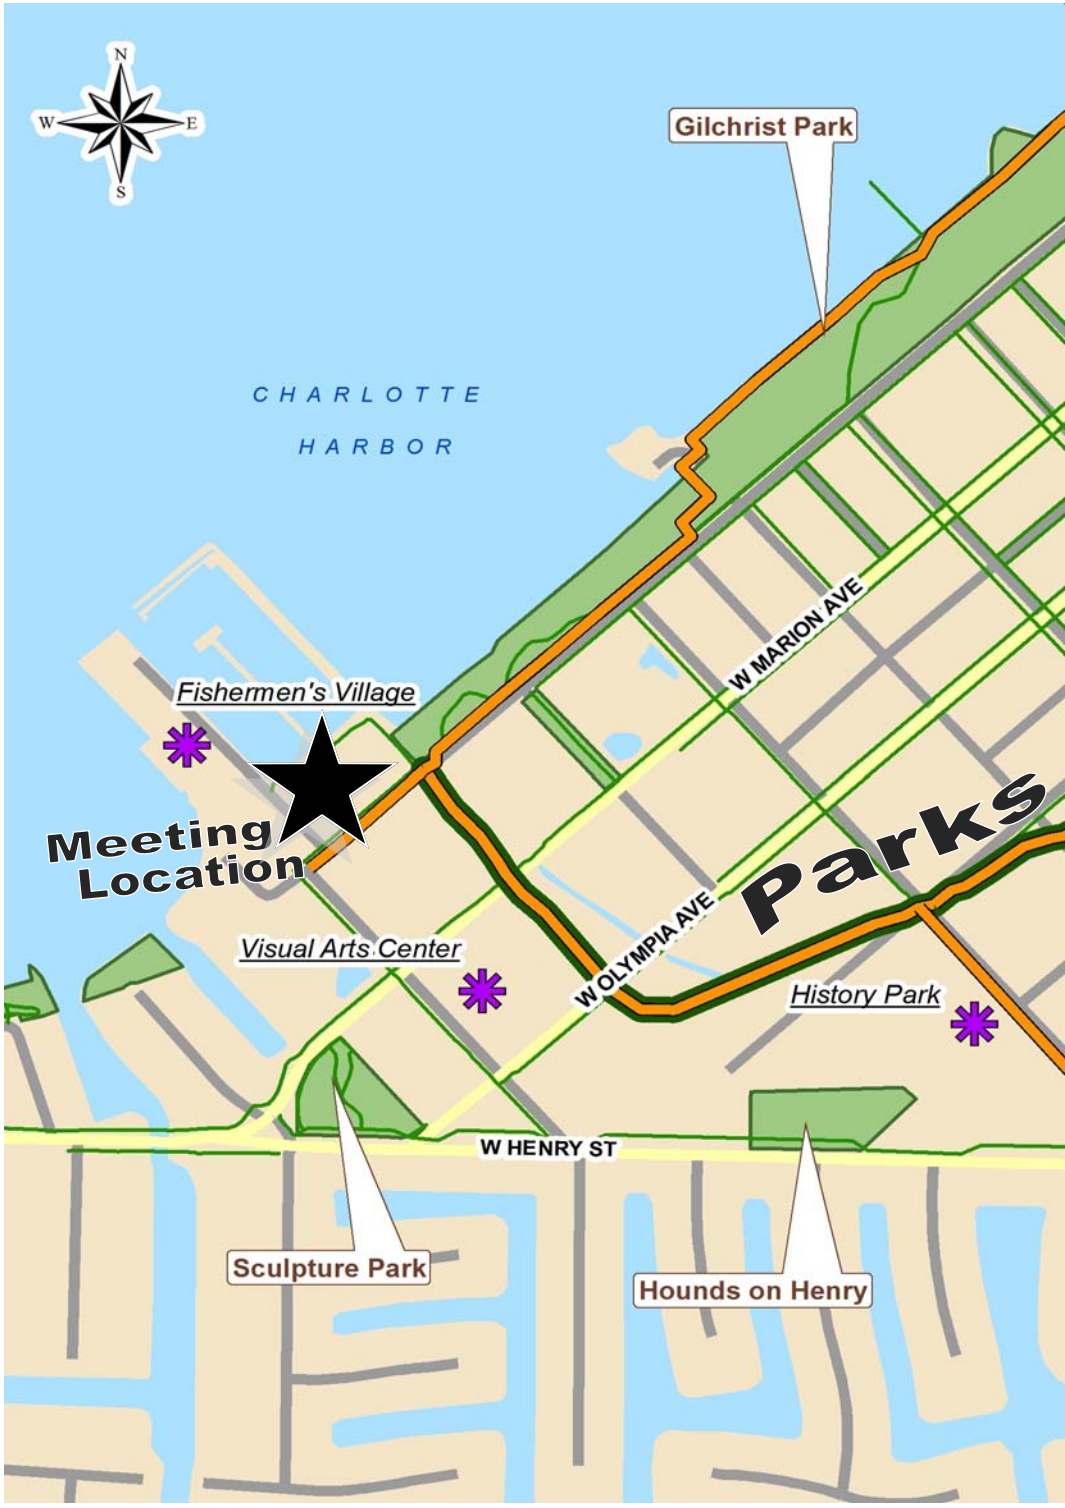 N
W E
S
Gilchrist Park
CHARLOTTE
HARBOR
W MARION AVE
Fishermen's Village
Meeting
Location
Parks
W OLYMPIA AVE
Visual Arts Center
History Park
W HENRY ST
Sculpture Park
Hounds on Henry